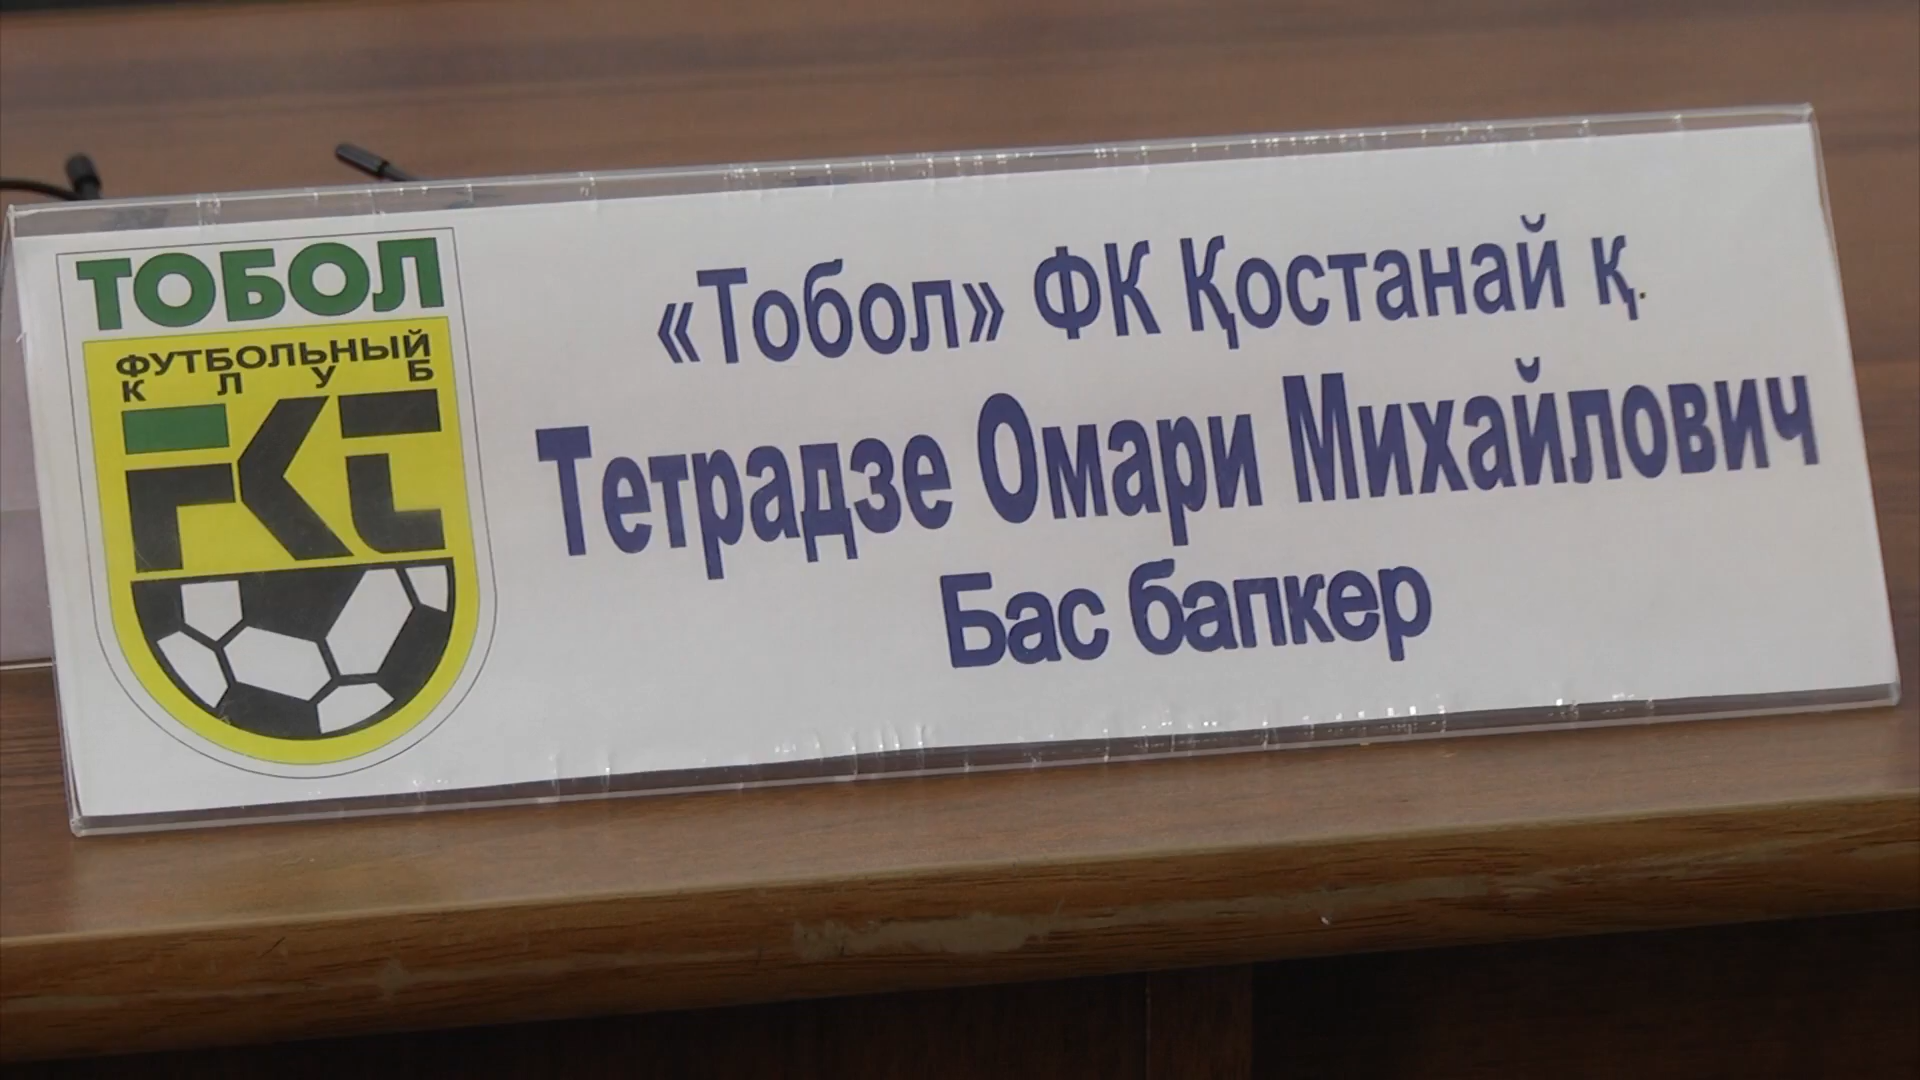 ТОБОЛ
ФУТБОЛЬНЫЙ
КЛУБ
«Тобол» ФК Қостанай қ.
Тетрадзе Омари Михайлович
Бас бапкер